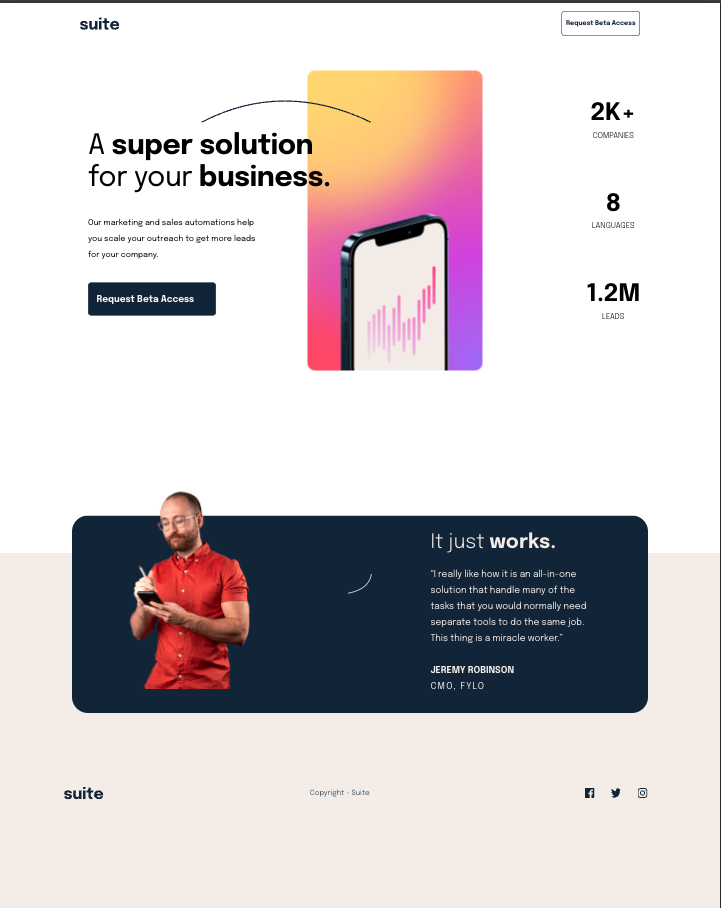 suite
Request Beta Access
A super solution
for your business.
Our marketing and sales automations help
you scale your outreach to get more leads
for your company.
Request Beta Access
2K+
COMPANIES
8
LANGUAGES
1.2M
LEADS
It just works.
“I really like how it is an all-in-one
solution that handle many of the
tasks that you would normally need
separate tools to do the same job.
This thing is a miracle worker.”
JEREMY ROBINSON
CMO, FYLO
suite
Copyright - Suite